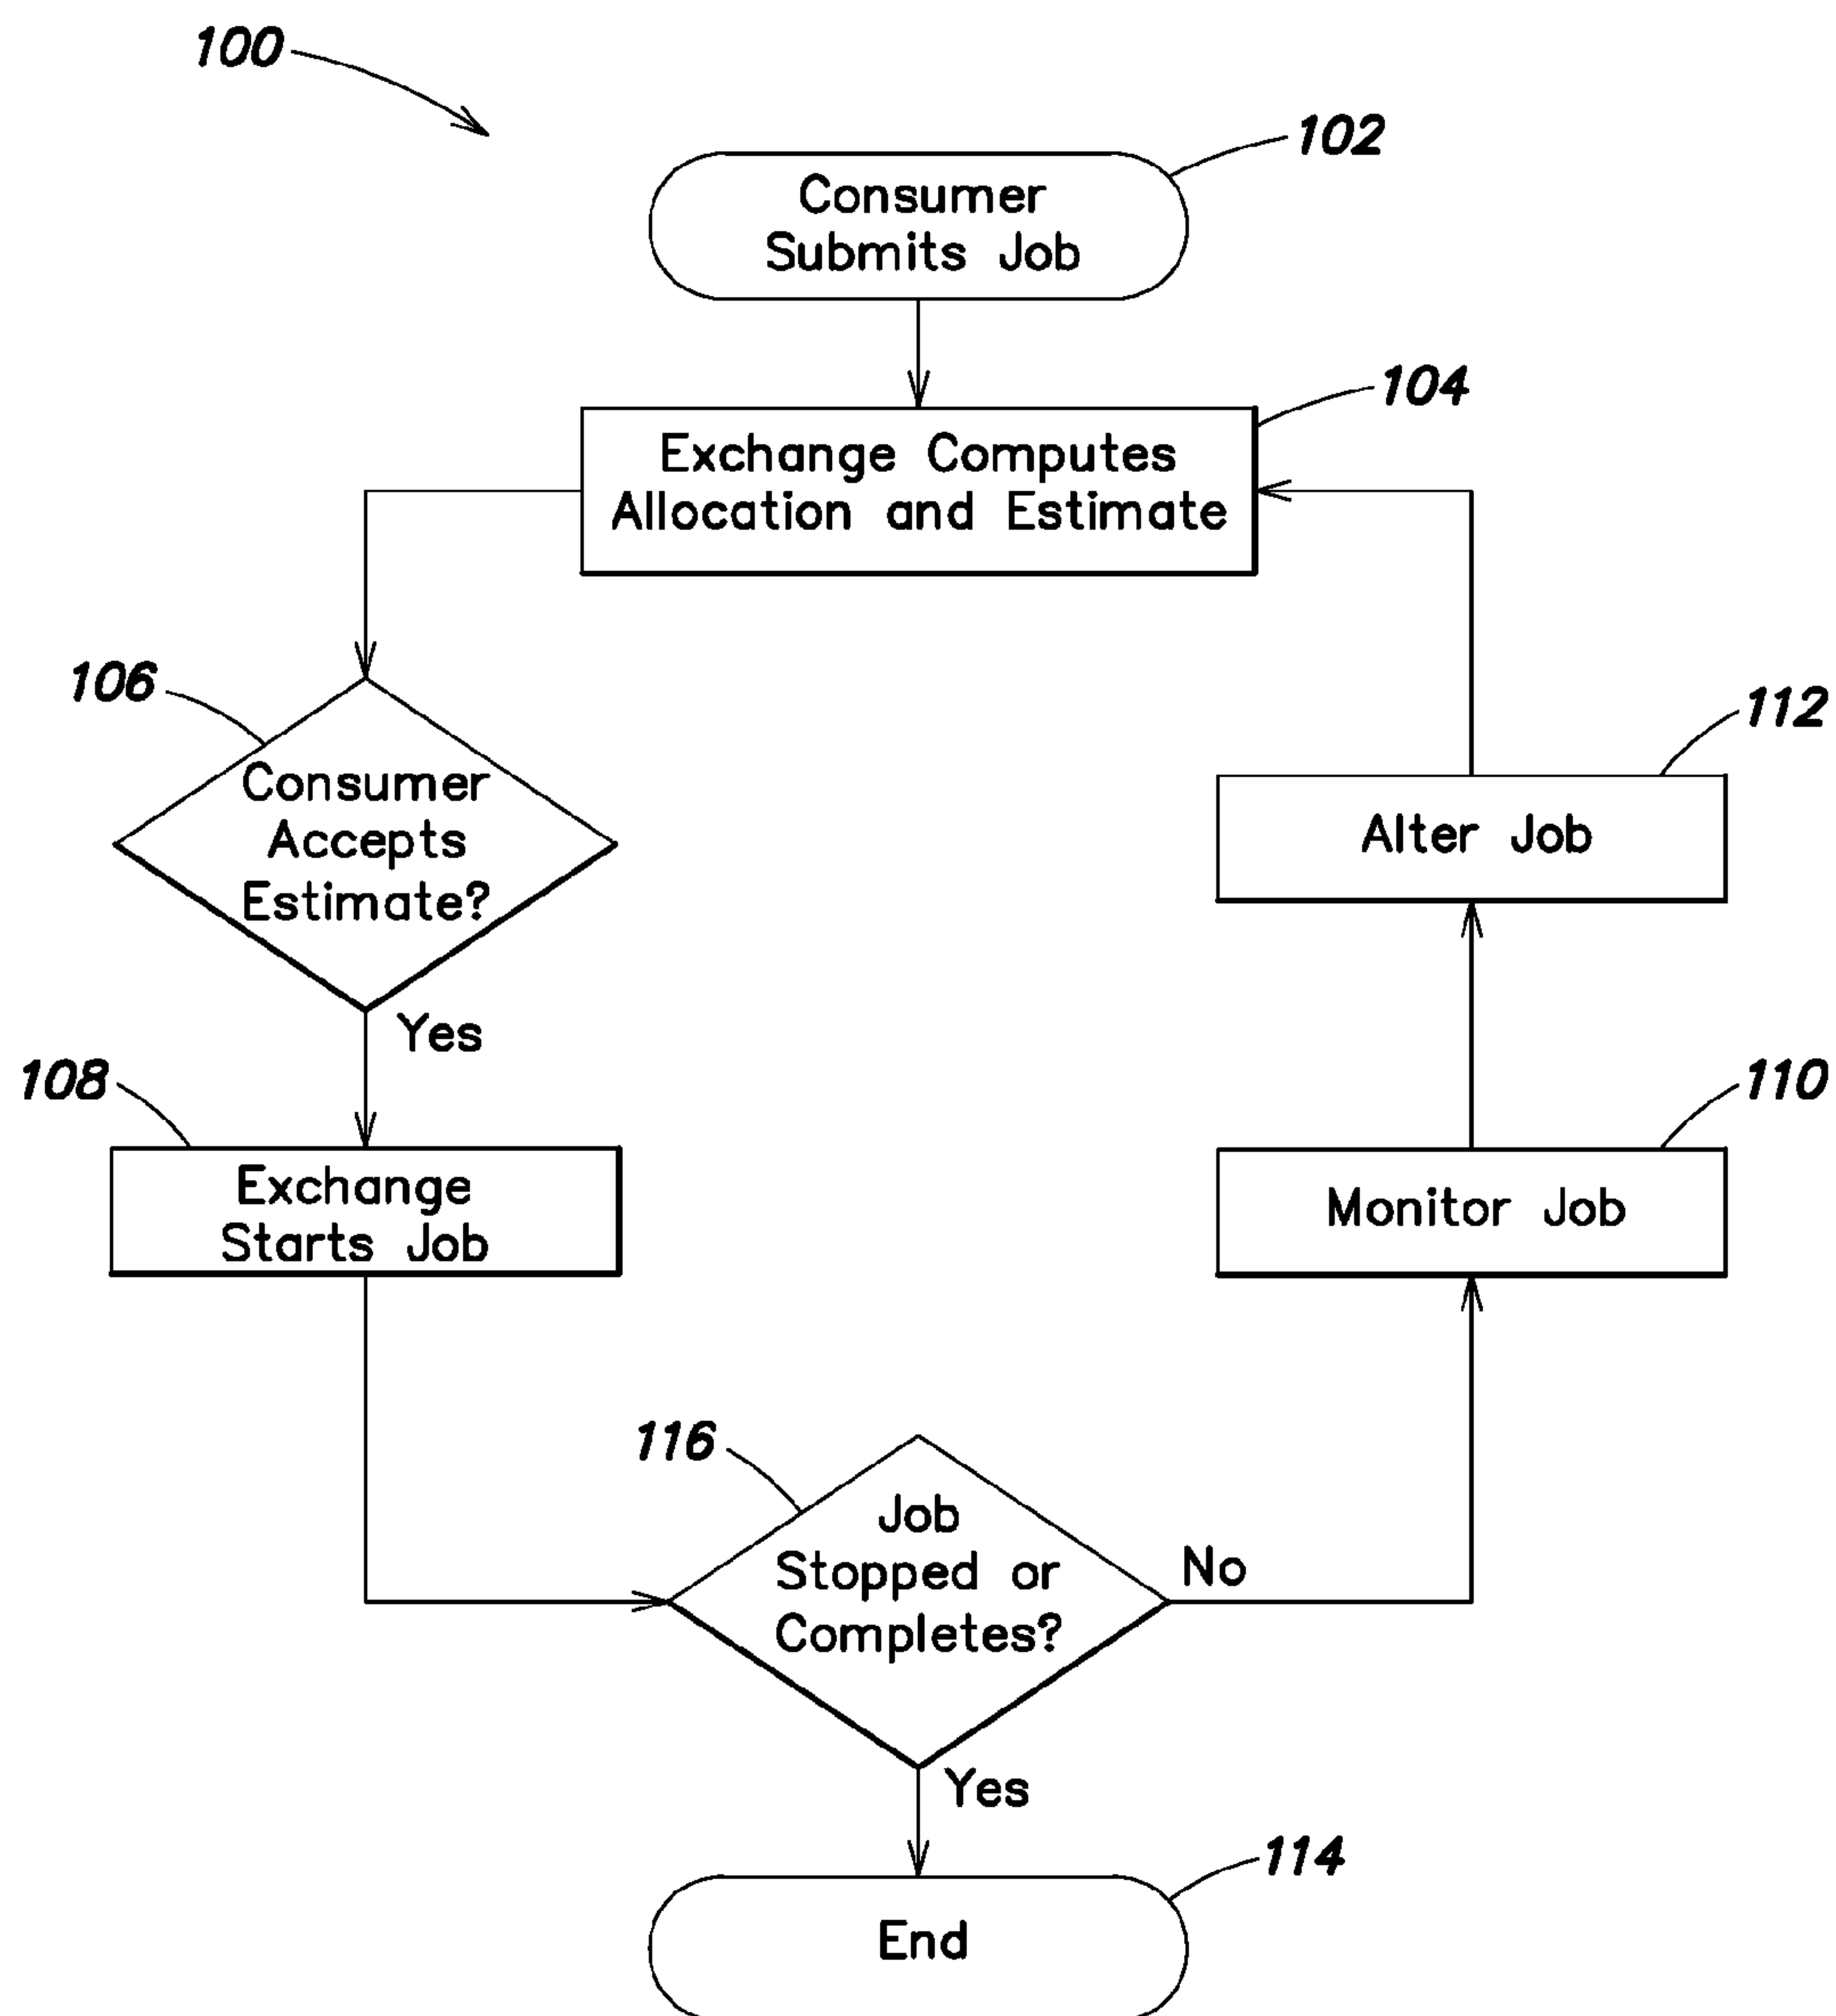 100
102
Consumer
Submits Job
104
Exchange Computes
Allocation and Estimate
106
Consumer
Accepts
Estimate?
Yes
112
Alter Job
108
Exchange
Starts Job
110
Monitor Job
116
Job
Stopped or
Completes?
No
Yes
114
End